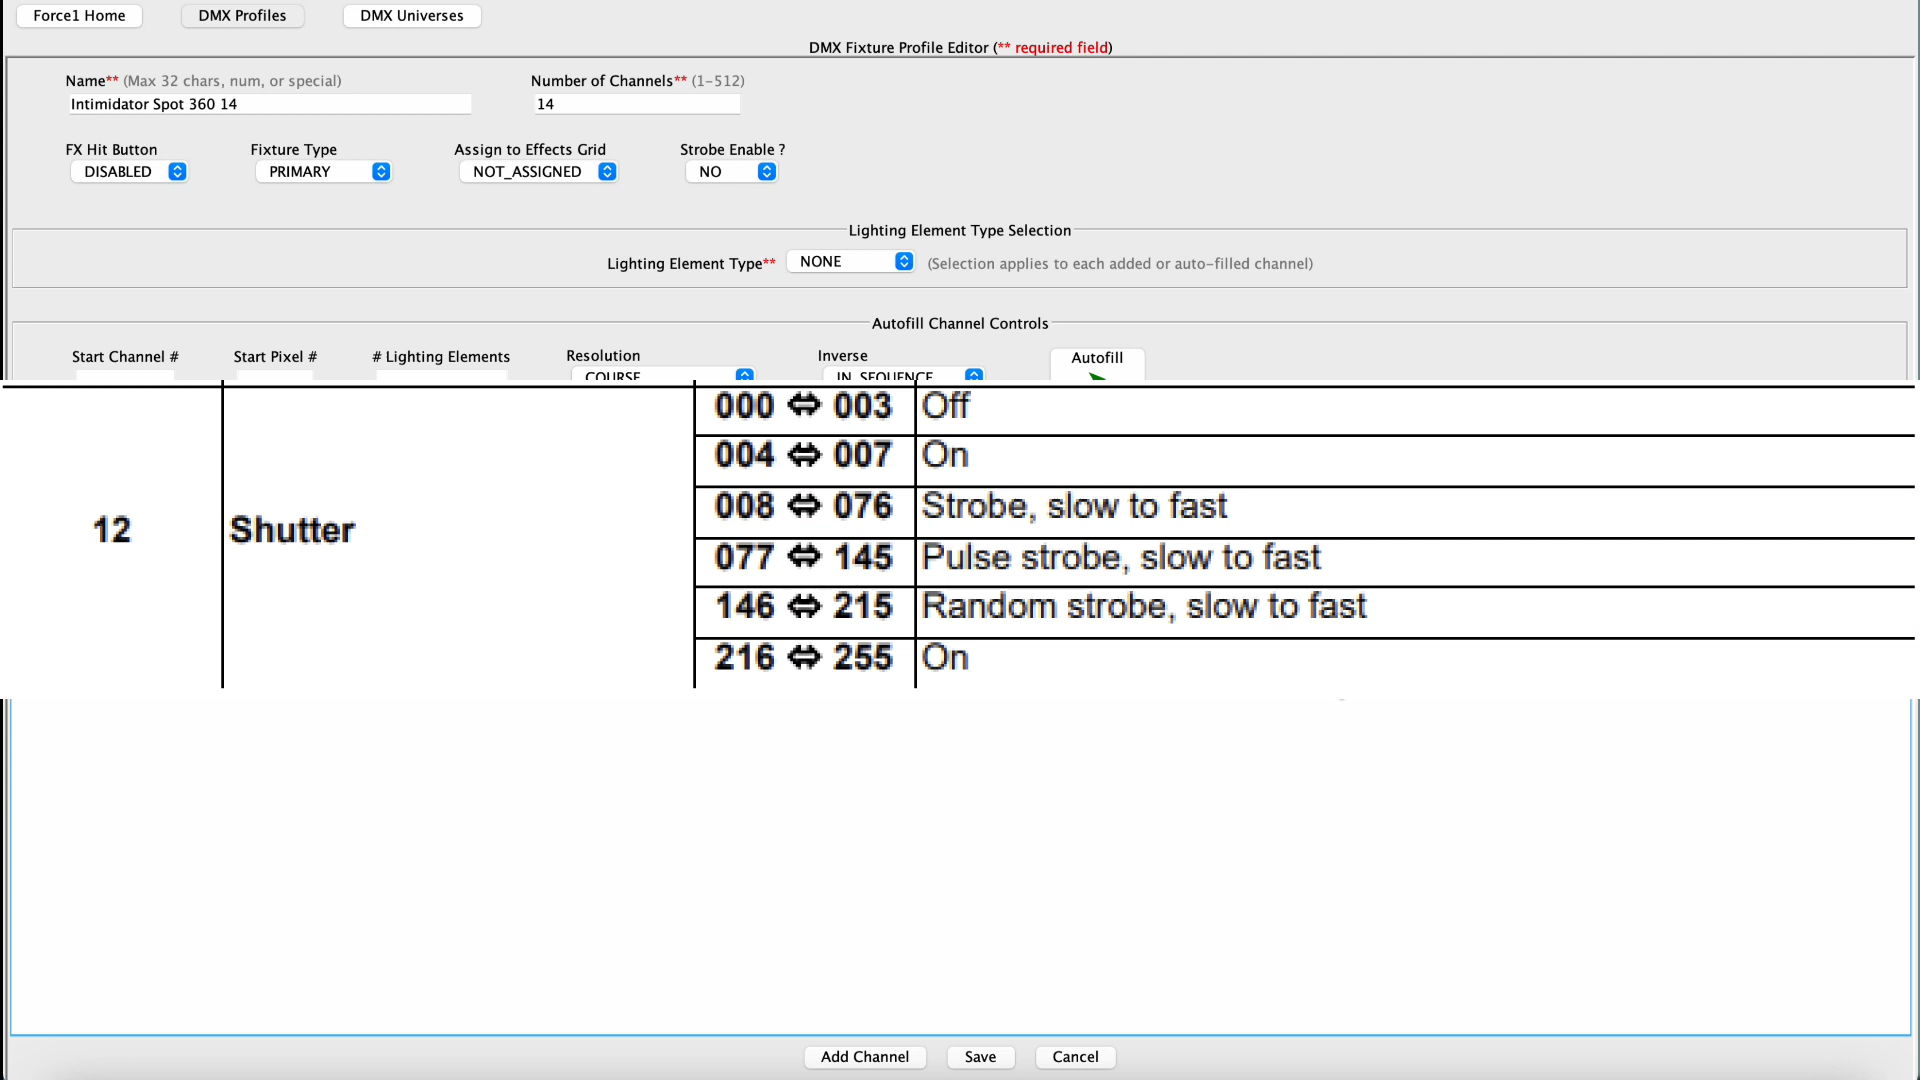 Force1 Home DMX Profiles DMX Universes
DMX Fixture Profile Editor (** required field)
Name** (Max 32 chars, num, or special) Number of Channels** (1-512)
Intimidator Spot 360 14 14
FX Hit Button Fixture Type Assign to Effects Grid Strobe Enable ?
DISABLED PRIMARY NOT_ASSIGNED NO
Lighting Element Type Selection
Lighting Element Type** NONE (Selection applies to each added or auto-filled channel)
Autofill Channel Controls
Start Channel # Start Pixel # # Lighting Elements Resolution Inverse Autofill
COURSE IN_SEQUENCE
000 ⇔ 003 Off
004 ⇔ 007 On
008 ⇔ 076 Strobe, slow to fast
12 Shutter
077 ⇔ 145 Pulse strobe, slow to fast
146 ⇔ 215 Random strobe, slow to fast
216 ⇔ 255 On
Add Channel Save Cancel